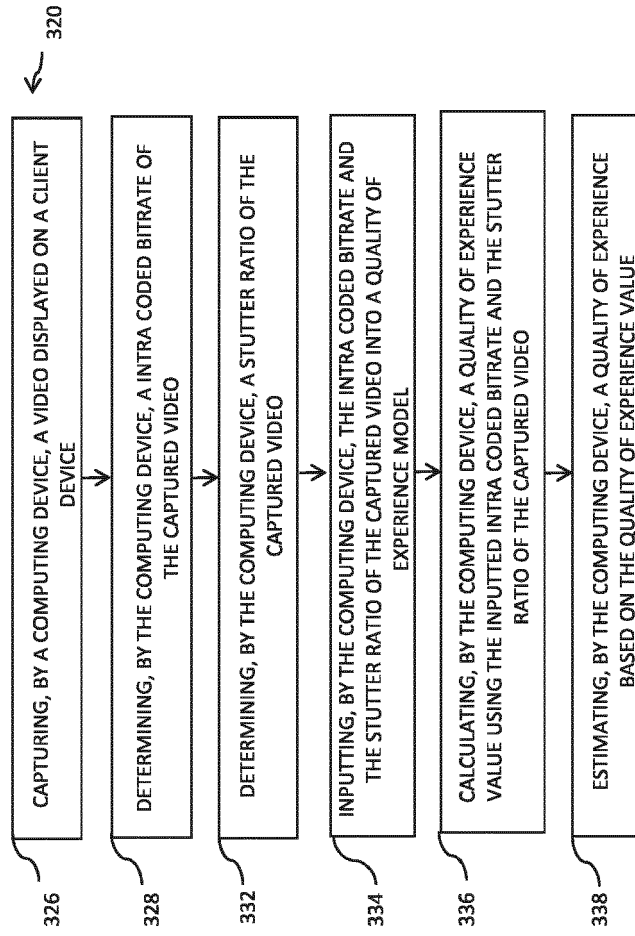 320
326
CAPTURING, BY A COMPUTING DEVICE, A VIDEO DISPLAYED ON A CLIENT
DEVICE
328
DETERMINING, BY THE COMPUTING DEVICE, A INTRA CODED BITRATE OF
THE CAPTURED VIDEO
332
DETERMINING, BY THE COMPUTING DEVICE, A STUTTER RATIO OF THE
CAPTURED VIDEO
334
INPUTTING, BY THE COMPUTING DEVICE, THE INTRA CODED BITRATE AND
THE STUTTER RATIO OF THE CAPTURED VIDEO INTO A QUALITY OF
EXPERIENCE MODEL
336
CALCULATING, BY THE COMPUTING DEVICE, A QUALITY OF EXPERIENCE
VALUE USING THE INPUTTED INTRA CODED BITRATE AND THE STUTTER
RATIO OF THE CAPTURED VIDEO
338
ESTIMATING, BY THE COMPUTING DEVICE, A QUALITY OF EXPERIENCE
BASED ON THE QUALITY OF EXPERIENCE VALUE